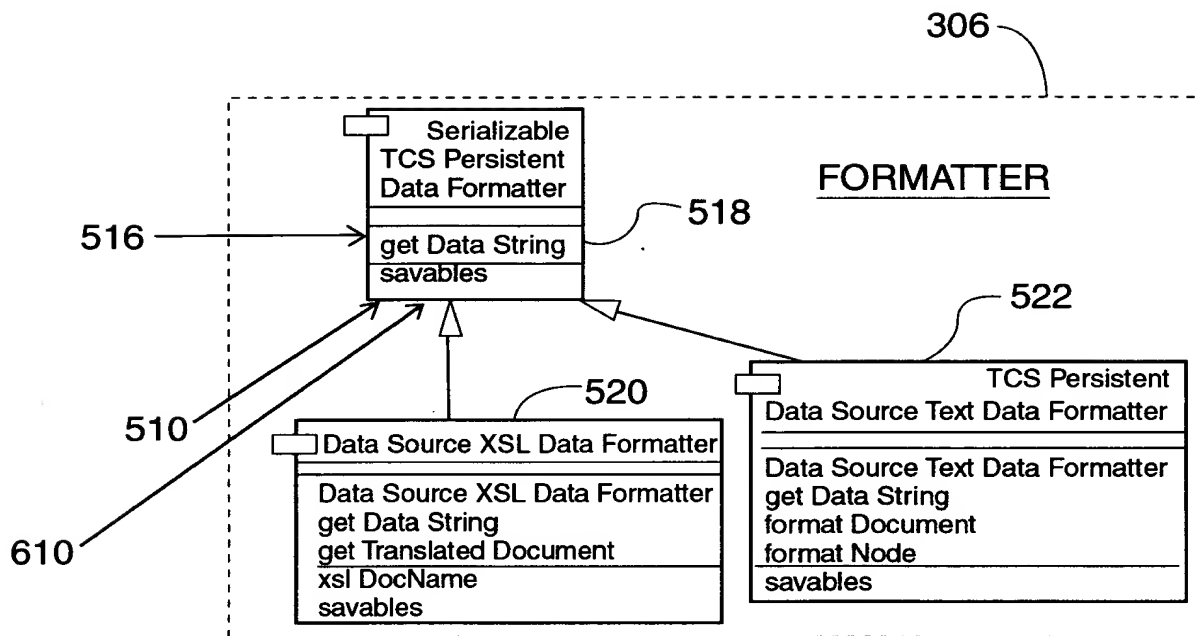 306
Serializable
TCS Persistent
Data Formatter
get Data String
savables
FORMATTER
518
516
522
510
610
520
Data Source XSL Data Formatter
Data Source XSL Data Formatter
get Data String
get Translated Document
xsl DocName
savables
TCS Persistent
Data Source Text Data Formatter
Data Source Text Data Formatter
get Data String
format Document
format Node
savables